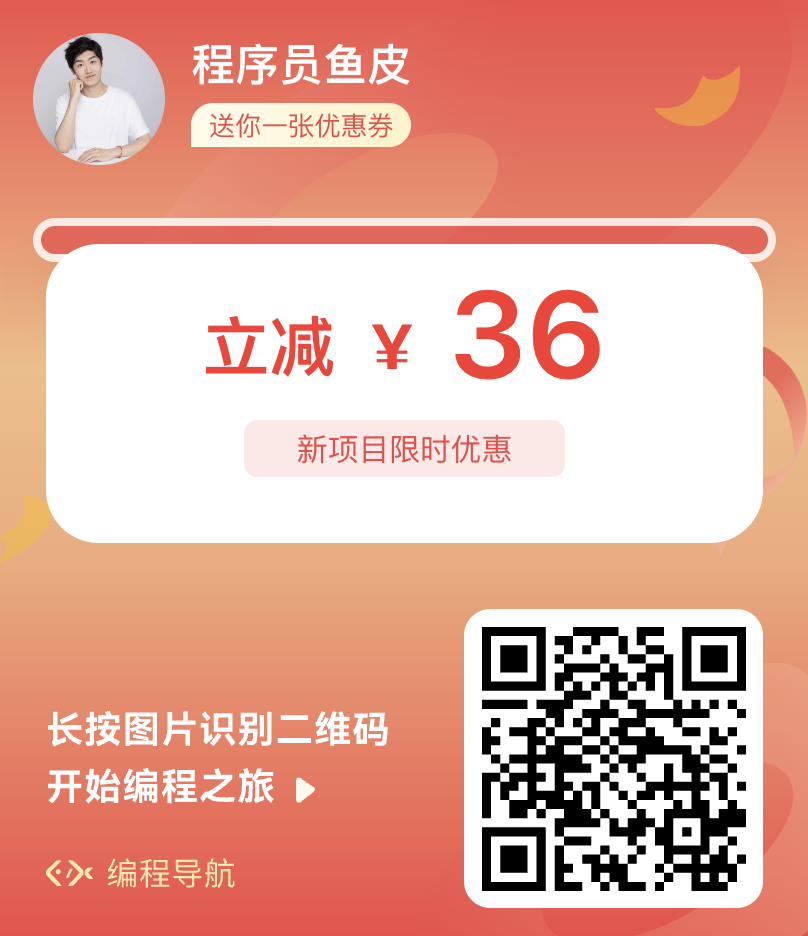 程序员鱼皮
送你一张优惠券
立减 ¥ 36
新项目限时优惠
长按图片识别二维码
开始编程之旅
编程导航